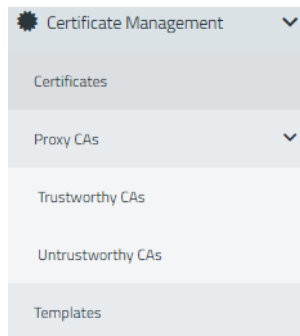 Certificate Management
Certificates
Proxy CAs
Trustworthy CAs
Untrustworthy CAs
Templates